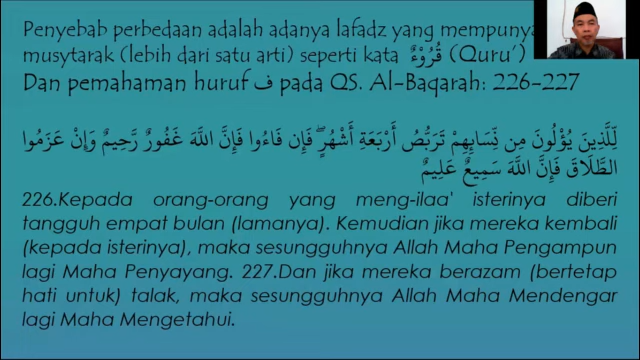 Penyebab perbedaan adalah adanya lafadz yang
musytarak (lebih dari satu arti) seperti kata قُرُوْءٌ (Quru')
Dan pemahaman huruf ف pada QS. Al-Baqarah: 226-227
لِّلَّذِينَ يُؤْلُونَ مِن نِّسَابِهِمْ تَرَبُّصُ أَرْبَعَةِ أَشْهُرٍ ۖ فَإِن فَاءُوا فَإِنَّ اللَّهَ غَفُورٌ رَّحِيمٌ وَإِنْ عَزَمُوا
الطَّلَاقَ فَإِنَّ اللَّهَ سَمِيعٌ عَلِيمٌ
226.Kepada orang-orang yang meng-ilaa' isterinya diberi
tangguh empat bulan (lamanya). Kemudian jika mereka kembali
(kepada isterinya), maka sesungguhnya Allah Maha Pengampun
lagi Maha Penyayang. 227.Dan jika mereka berazam (bertetap
hati untuk) talak, maka sesungguhnya Allah Maha Mendengar
lagi Maha Mengetahui.